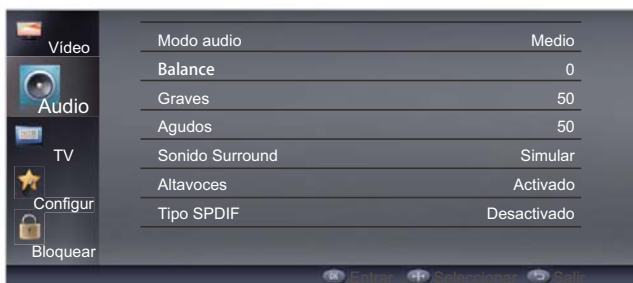 Vídeo
Audio
TV
Configur
Bloquear
Modo audio Medio
Balance 0
Graves 50
Agudos 50
Sonido Surround Simular
Altavoces Activado
Tipo SPDIF Desactivado
OK Entrar Seleccionar Salir